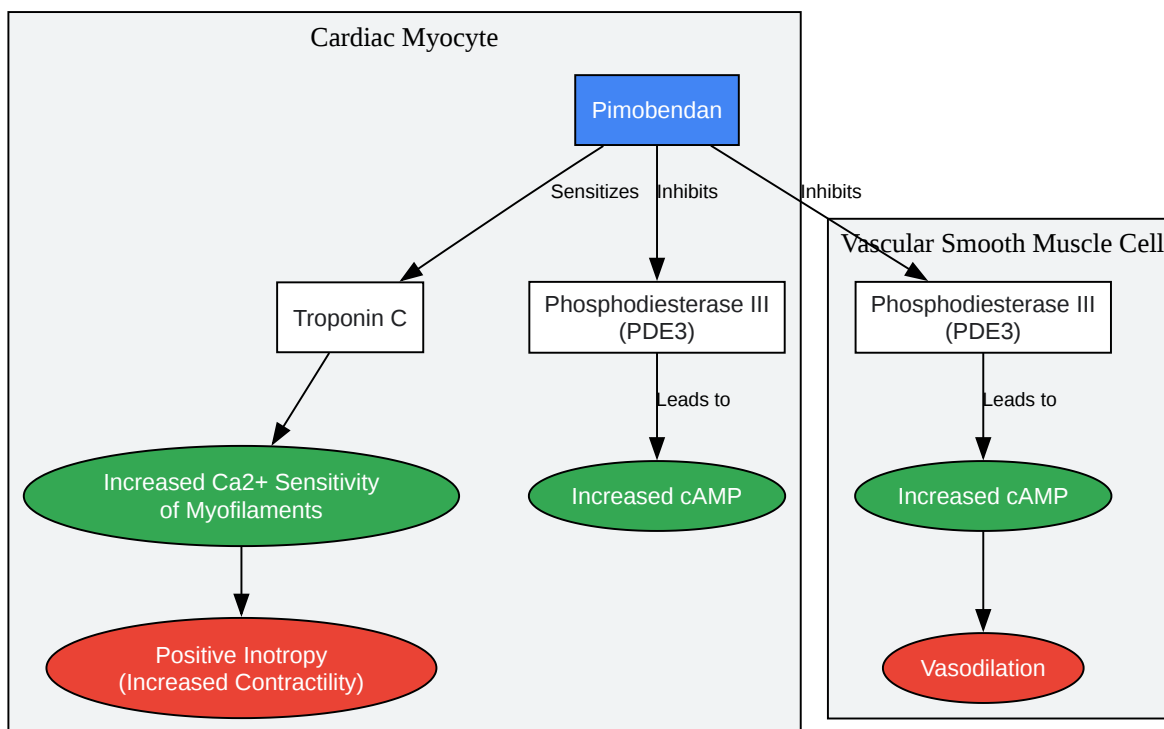 Cardiac Myocyte
Pimobendan
Sensitizes
Inhibits
Inhibits
Vascular Smooth Muscle Cell
Troponin C
Phosphodiesterase III
(PDE3)
Phosphodiesterase III
(PDE3)
Leads to
Leads to
Increased Ca2+ Sensitivity
of Myofilaments
Increased cAMP
Increased cAMP
Positive Inotropy
(Increased Contractility)
Vasodilation